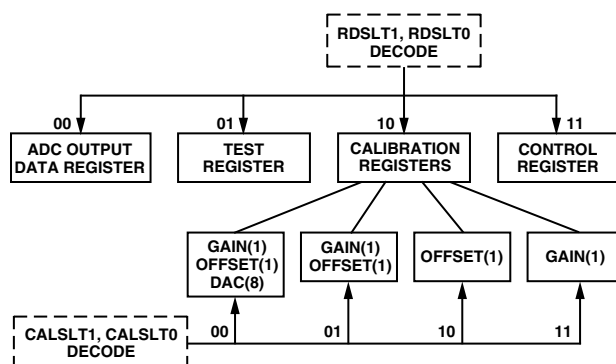 RDSLT1, RDSLT0
DECODE
00
01
10
11
ADC OUTPUT
DATA REGISTER
TEST
REGISTER
CALIBRATION
REGISTERS
CONTROL
REGISTER
GAIN(1)
OFFSET(1)
DAC(8)
GAIN(1)
OFFSET(1)
OFFSET(1)
GAIN(1)
CALSLT1, CALSLT0
DECODE
00
01
10
11